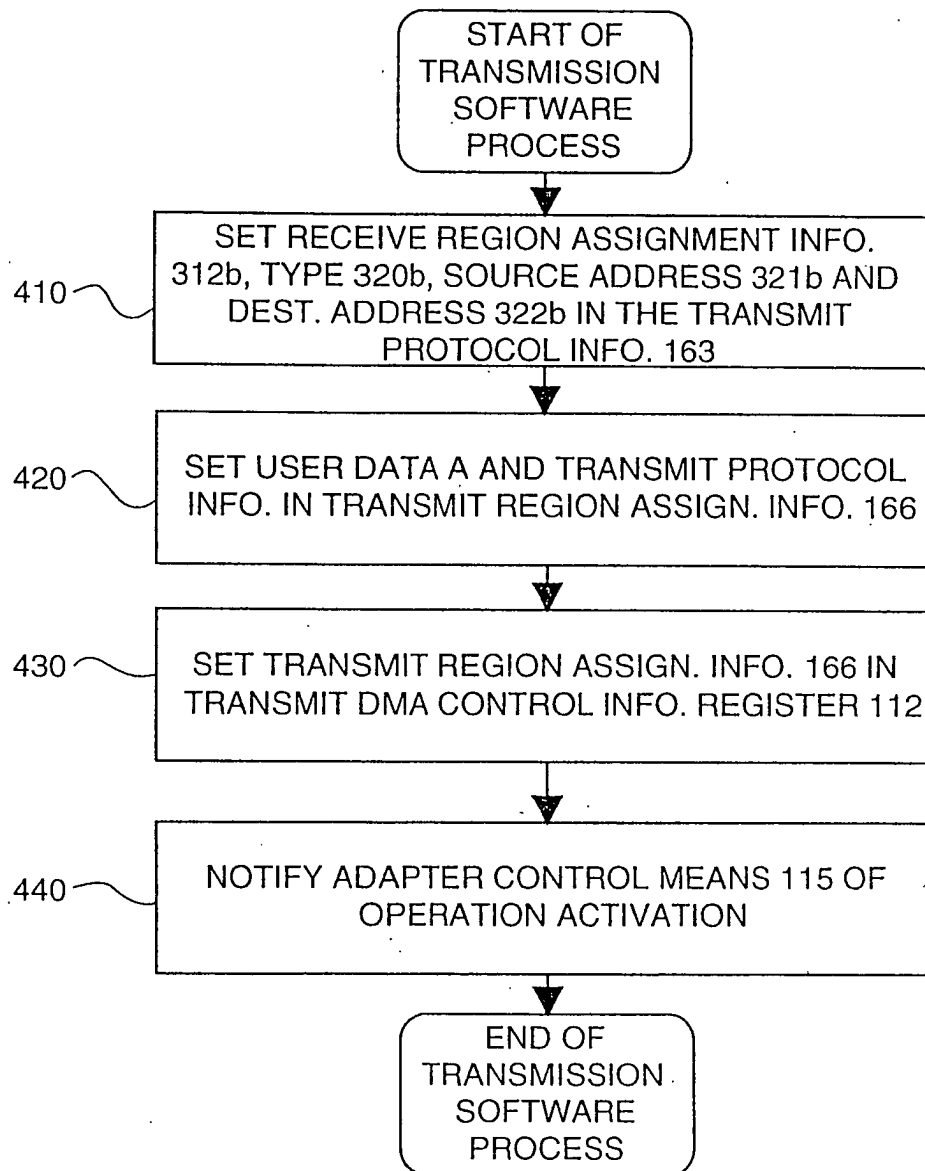 START OF
TRANSMISSION
SOFTWARE
PROCESS
410
SET RECEIVE REGION ASSIGNMENT INFO.
312b, TYPE 320b, SOURCE ADDRESS 321b AND
DEST. ADDRESS 322b IN THE TRANSMIT
PROTOCOL INFO. 163
420
SET USER DATA A AND TRANSMIT PROTOCOL
INFO. IN TRANSMIT REGION ASSIGN. INFO. 166
430
SET TRANSMIT REGION ASSIGN. INFO. 166 IN
TRANSMIT DMA CONTROL INFO. REGISTER 112
440
NOTIFY ADAPTER CONTROL MEANS 115 OF
OPERATION ACTIVATION
END OF
TRANSMISSION
SOFTWARE
PROCESS